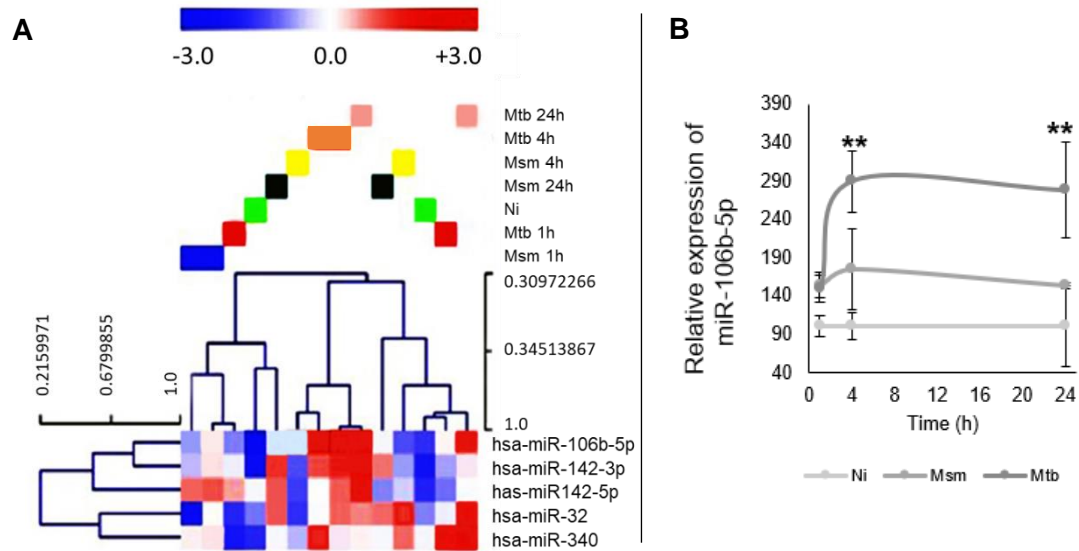 A
-3.0 0.0 +3.0
Mtb 24h
Mtb 4h
Msm 4h
Msm 24h
Ni
Mtb 1h
Msm 1h
0.30972266
0.34513867
1.0
0.2159971
0.6799855
1.0
hsa-miR-106b-5p
hsa-miR-142-3p
has-miR142-5p
hsa-miR-32
hsa-miR-340
B
Relative expression of
miR-106b-5p
390
340
290
240
190
140
90
40
** **
0 4 8 12 16 20 24
Time (h)
Ni Msm Mtb